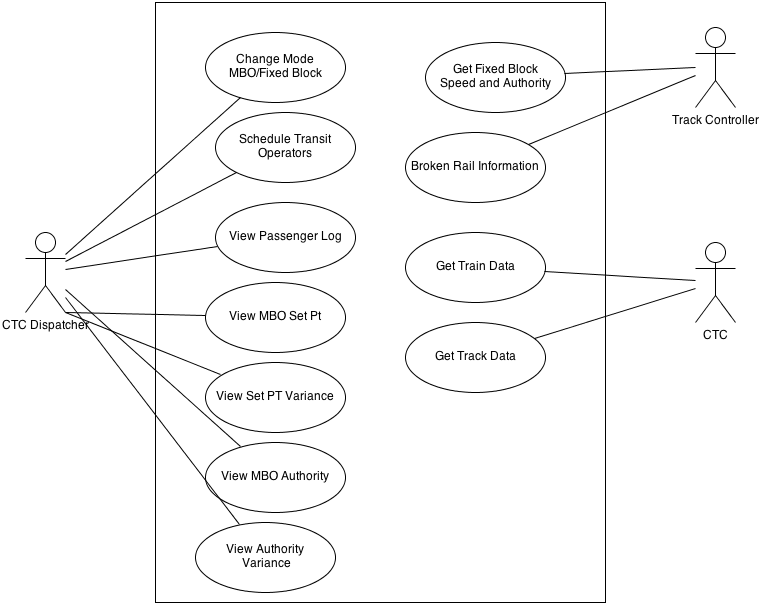 Change Mode
MBO/Fixed Block
Schedule Transit
Operators
View Passenger Log
View MBO Set Pt
View Set PT Variance
View MBO Authority
View Authority
Variance
CTC Dispatcher
Get Fixed Block
Speed and Authority
Broken Rail Information
Get Train Data
Get Track Data
Track Controller
CTC